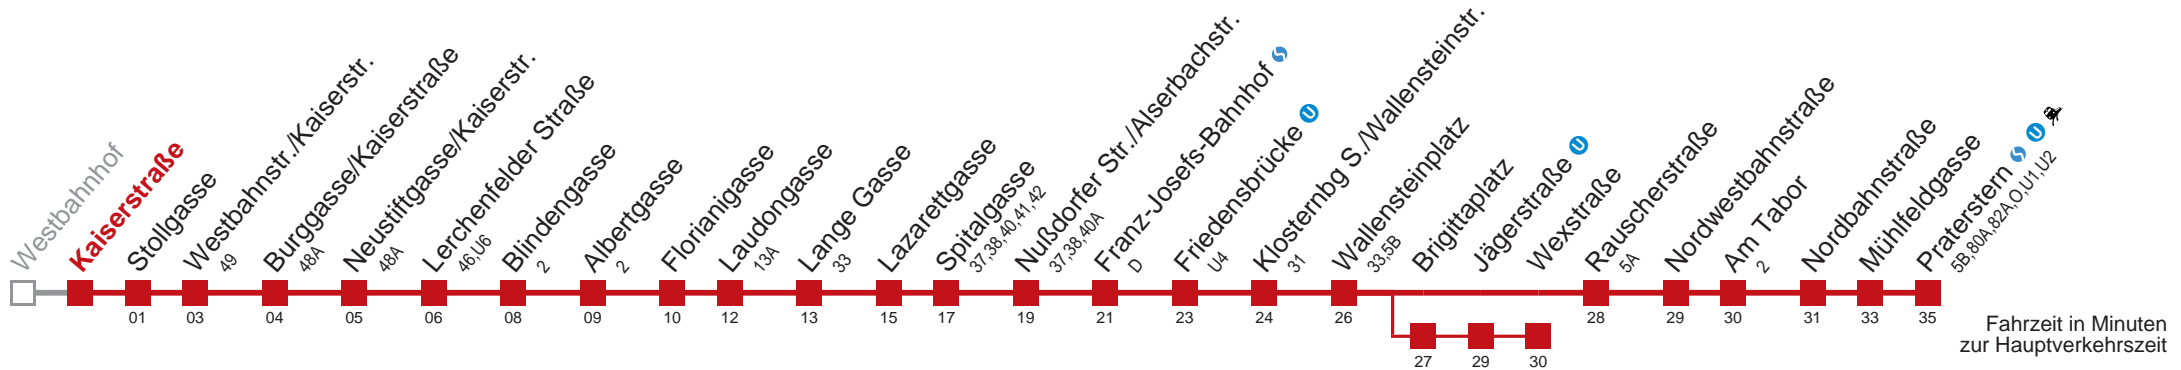 Westbahnhof
Kaiserstraße
Stollgasse
01
Westbahnstr./Kaiserstr.
49
03
Burggasse/Kaiserstraße
48A
04
Neustiftgasse/Kaiserstr.
48A
05
Lerchenfelder Straße
46,U6
06
Blindengasse
2
08
Albertgasse
2
09
Florianigasse
10
Laudongasse
13A
12
Lange Gasse
33
13
Lazarettgasse
15
Spitalgasse
37,38,40,41,42
17
Nußdorfer Str./Alserbachstr.
37,38,40A
19
Franz-Josefs-Bahnhof
D
21
Friedensbrücke U
U4
23
Klosternbg S./Wallensteinstr.
31
24
Wallensteinplatz
33,5B
26
Brigittaplatz
27
Jägerstraße U
29
Wexstraße
30
Rauscherstraße
5A
28
Nordwestbahnstraße
29
Am Tabor
2
30
Nordbahnstraße
31
Mühlfeldgasse
33
Praterstern U
5B,80A,82A,O,U1,U2
35
Fahrzeit in Minuten
zur Hauptverkehrszeit